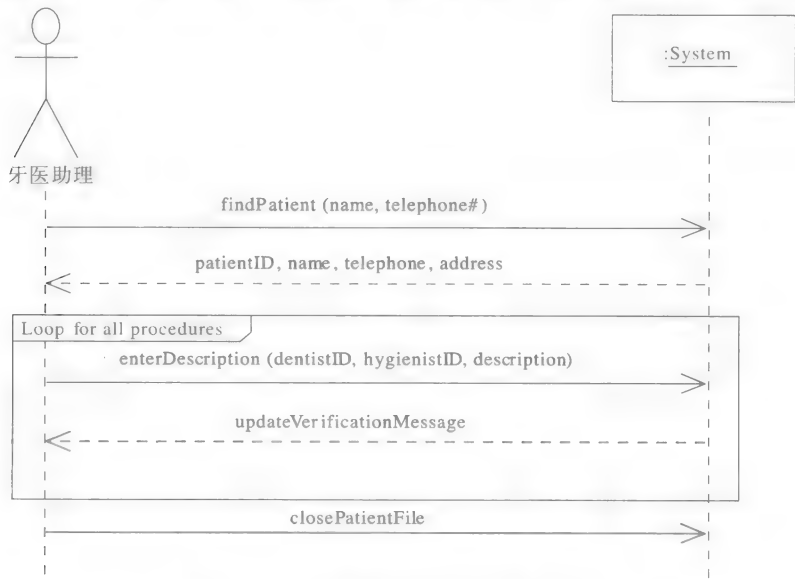 :System
牙医助理
findPatient (name, telephone#)
patientID, name, telephone, address
Loop for all procedures
enterDescription (dentistID, hygienistID, description)
updateVerificationMessage
closePatientFile